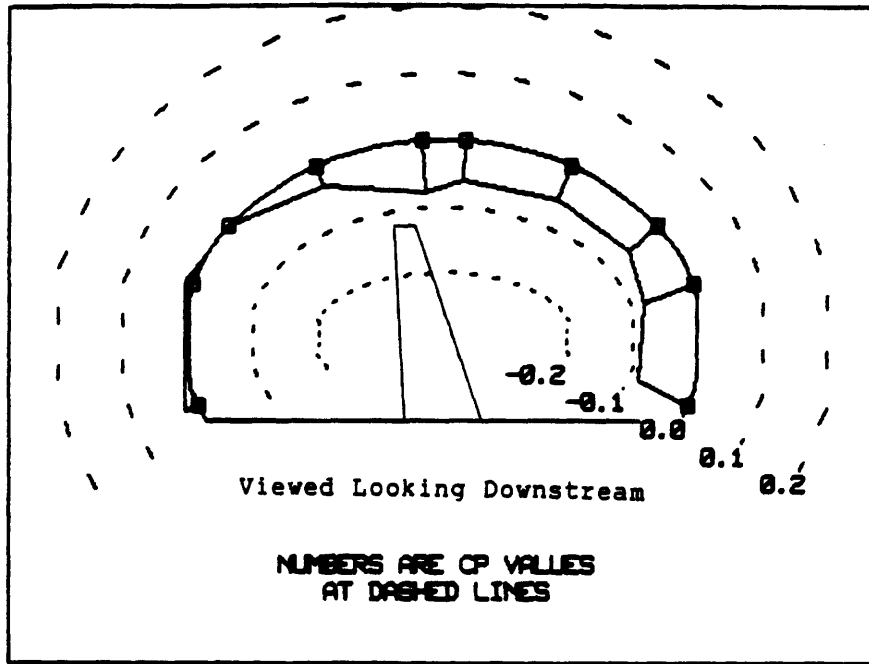 -0.2
-0.1
0.0
0.1
0.2
Viewed Looking Downstream
NUMBERS ARE CP VALUES
AT DASHED LINES